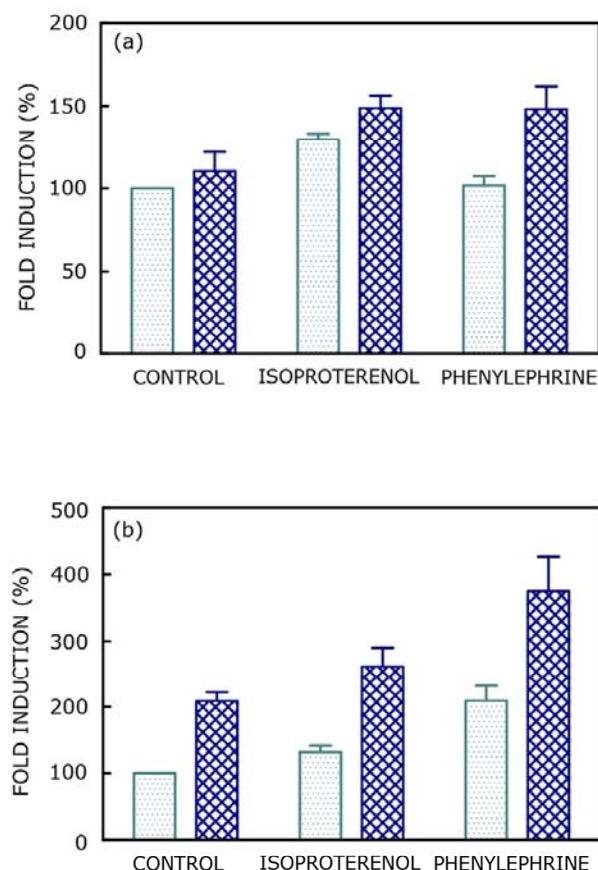 200
(a)
150
100
50
0
FOLD INDUCTION (%)
CONTROL ISOPROTERENOL PHENYLEPHRINE
500
(b)
400
300
200
100
0
FOLD INDUCTION (%)
CONTROL ISOPROTERENOL PHENYLEPHRINE